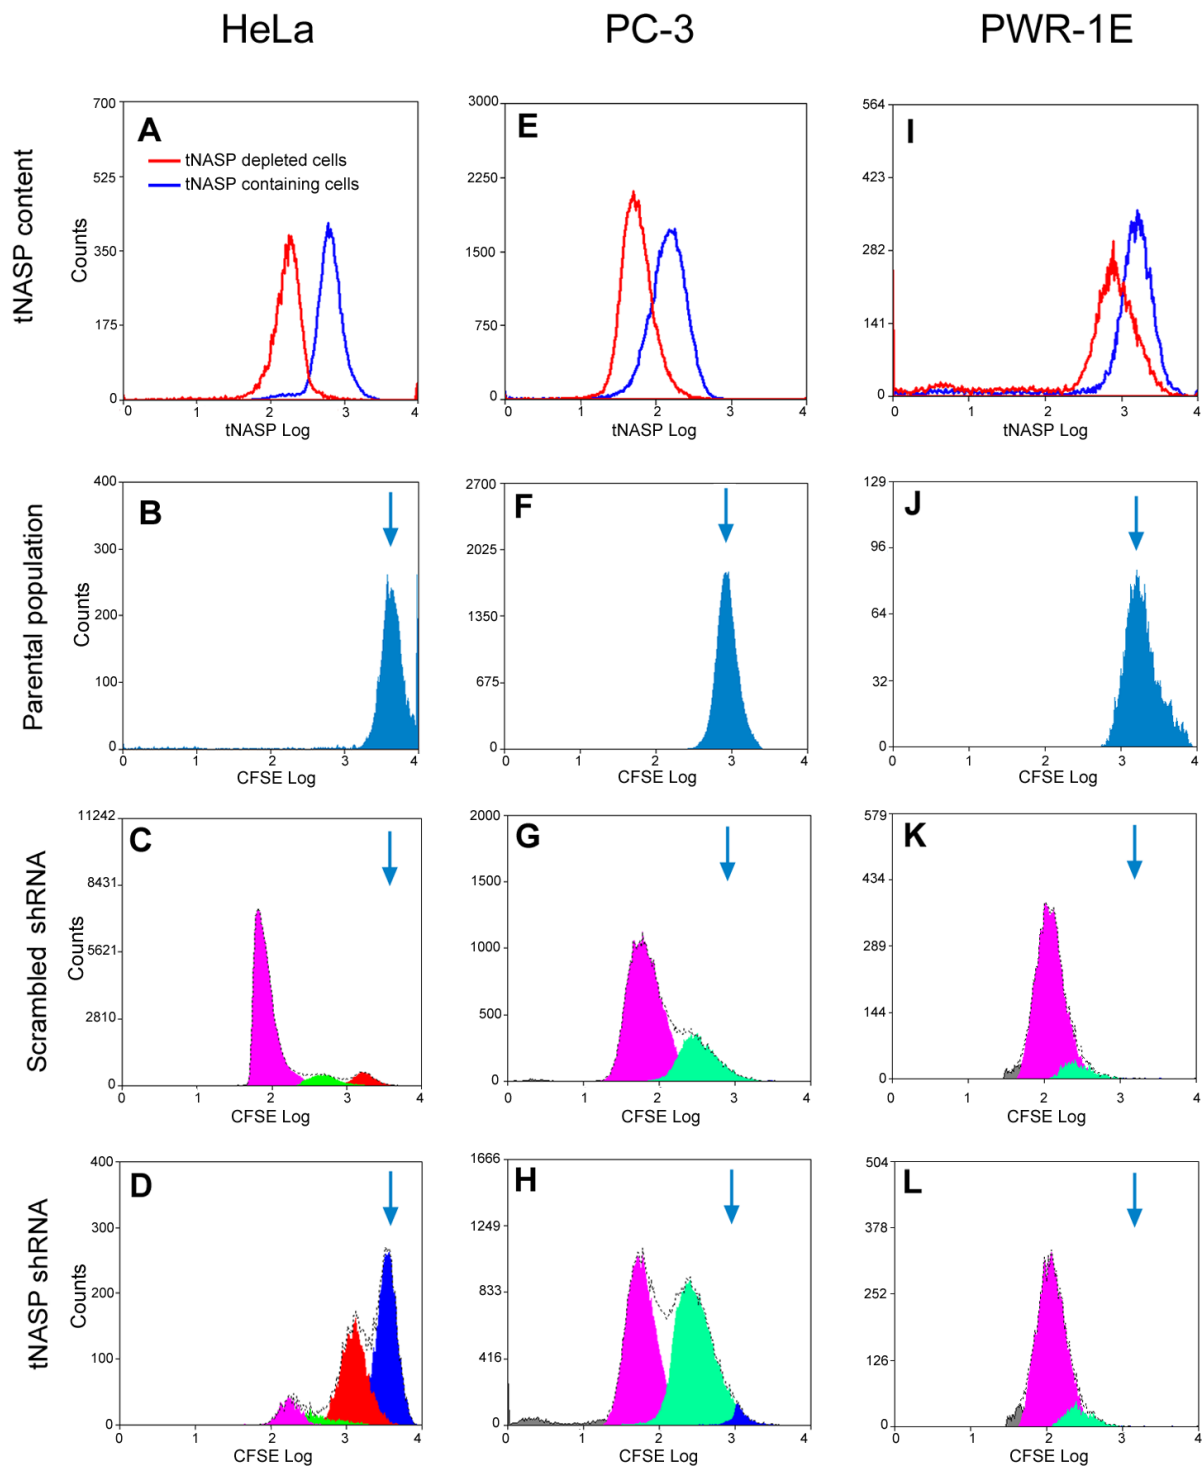 HeLa PC-3 PWR-1E
tNASP content
A
tNASP depleted cells
tNASP containing cells
Counts
700
525
350
175
0
0 1 2 3 4
tNASP Log
E
3000
2250
1500
750
0
0 1 2 3 4
tNASP Log
I
564
423
282
141
0
0 1 2 3 4
tNASP Log
Parental population
B
Counts
400
300
200
100
0
0 1 2 3 4
CFSE Log
F
2700
2025
1350
675
0
0 1 2 3 4
CFSE Log
J
129
96
64
32
0
0 1 2 3 4
CFSE Log
Scrambled shRNA
C
Counts
11242
8431
5621
2810
0
0 1 2 3 4
CFSE Log
G
2000
1500
1000
500
0
0 1 2 3 4
CFSE Log
K
579
434
289
144
0
0 1 2 3 4
CFSE Log
tNASP shRNA
D
Counts
400
300
200
100
0
0 1 2 3 4
CFSE Log
H
1666
1249
833
416
0
0 1 2 3 4
CFSE Log
L
504
378
252
126
0
0 1 2 3 4
CFSE Log